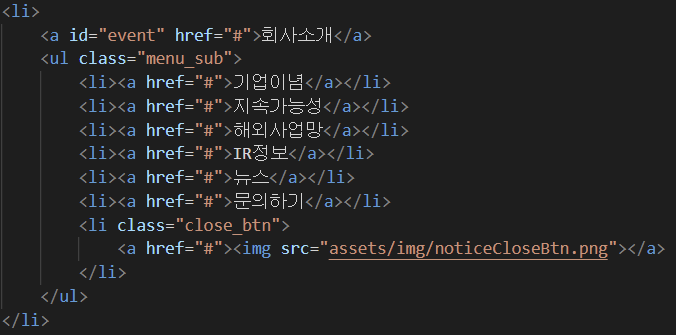 <li>
<a id="event" href="#">회사소개</a>
<ul class="menu_sub">
<li><a href="#">기업이념</a></li>
<li><a href="#">지속가능성</a></li>
<li><a href="#">해외사업망</a></li>
<li><a href="#">IR정보</a></li>
<li><a href="#">뉴스</a></li>
<li><a href="#">문의하기</a></li>
<li class="close_btn">
<a href="#"><img src="assets/img/noticeCloseBtn.png"></a>
</li>
</ul>
</li>